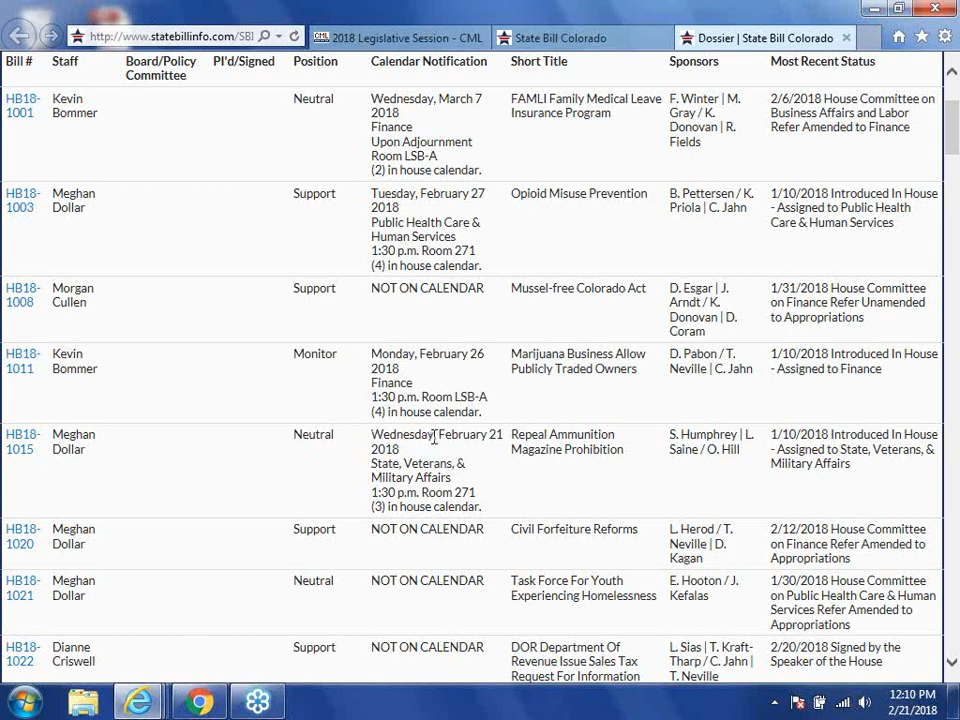 http://www.statebillinfo.com/SBI
2018 Legislative Session - CML
State Bill Colorado
Dossier | State Bill Colorado
Bill # Staff Board/Policy Committee Pl'd/Signed Position Calendar Notification Short Title Sponsors Most Recent Status
HB18-1001 Kevin Bommer Neutral Wednesday, March 7 2018 Finance Upon Adjournment Room LSB-A (2) in house calendar. FAMLI Family Medical Leave Insurance Program F. Winter | M. Gray / K. Donovan | R. Fields 2/6/2018 House Committee on Business Affairs and Labor Refer Amended to Finance
HB18-1003 Meghan Dollar Support Tuesday, February 27 2018 Public Health Care & Human Services 1:30 p.m. Room 271 (4) in house calendar. Opioid Misuse Prevention B. Pettersen / K. Priola | C. Jahn 1/10/2018 Introduced In House - Assigned to Public Health Care & Human Services
HB18-1008 Morgan Cullen Support NOT ON CALENDAR Mussel-free Colorado Act D. Esgar | J. Arndt / K. Donovan | D. Coram 1/31/2018 House Committee on Finance Refer Unamended to Appropriations
HB18-1011 Kevin Bommer Monitor Monday, February 26 2018 Finance 1:30 p.m. Room LSB-A (4) in house calendar. Marijuana Business Allow Publicly Traded Owners D. Pabon / T. Neville | C. Jahn 1/10/2018 Introduced In House - Assigned to Finance
HB18-1015 Meghan Dollar Neutral Wednesday, February 21 2018 State, Veterans, & Military Affairs 1:30 p.m. Room 271 (3) in house calendar. Repeal Ammunition Magazine Prohibition S. Humphrey | L. Saine / O. Hill 1/10/2018 Introduced In House - Assigned to State, Veterans, & Military Affairs
HB18-1020 Meghan Dollar Support NOT ON CALENDAR Civil Forfeiture Reforms L. Herod / T. Neville | D. Kagan 2/12/2018 House Committee on Finance Refer Amended to Appropriations
HB18-1021 Meghan Dollar Neutral NOT ON CALENDAR Task Force For Youth Experiencing Homelessness E. Hooton / J. Kefalas 1/30/2018 House Committee on Public Health Care & Human Services Refer Amended to Appropriations
HB18-1022 Dianne Criswell Support NOT ON CALENDAR DOR Department Of Revenue Issue Sales Tax Request For Information L. Sias | T. Kraft-Tharp / C. Jahn | T. Neville 2/20/2018 Signed by the Speaker of the House
12:10 PM
2/21/2018